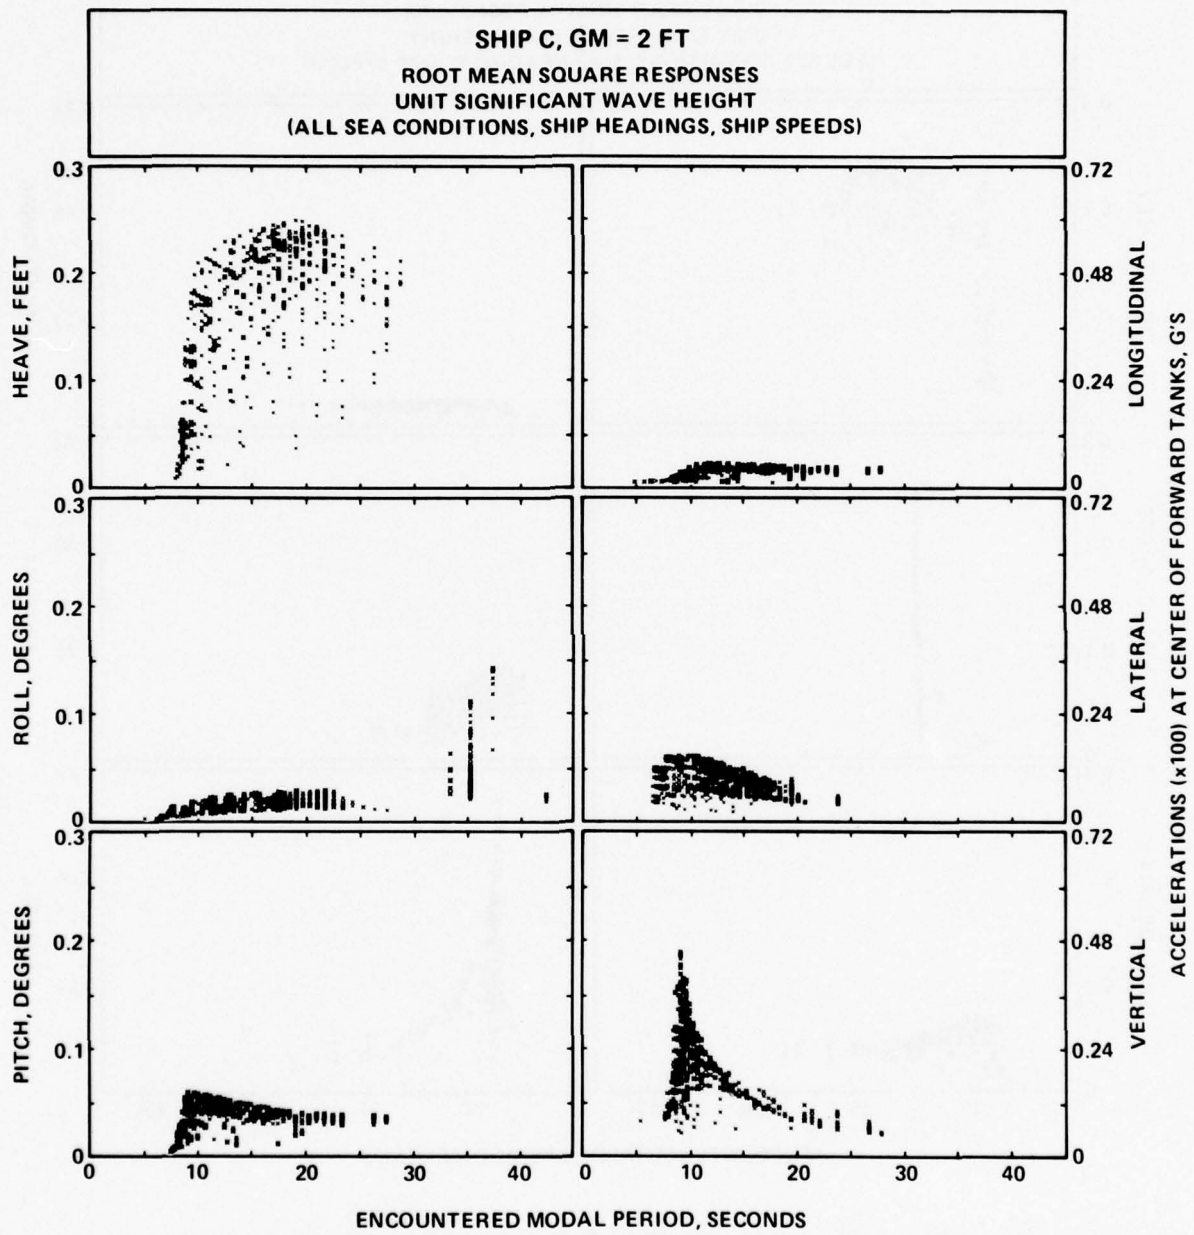 SHIP C, GM = 2 FT
ROOT MEAN SQUARE RESPONSES
UNIT SIGNIFICANT WAVE HEIGHT
(ALL SEA CONDITIONS, SHIP HEADINGS, SHIP SPEEDS)
0.3
0.2
0.1
0
HEAVE, FEET
0.72
0.48
0.24
0
LONGITUDINAL
0.3
0.2
0.1
0
ROLL, DEGREES
0.72
0.48
0.24
0
LATERAL
0.3
0.2
0.1
0
PITCH, DEGREES
0.72
0.48
0.24
0
VERTICAL
ACCELERATIONS (x100) AT CENTER OF FORWARD TANKS, G'S
0 10 20 30 40
0 10 20 30 40
ENCOUNTERED MODAL PERIOD, SECONDS